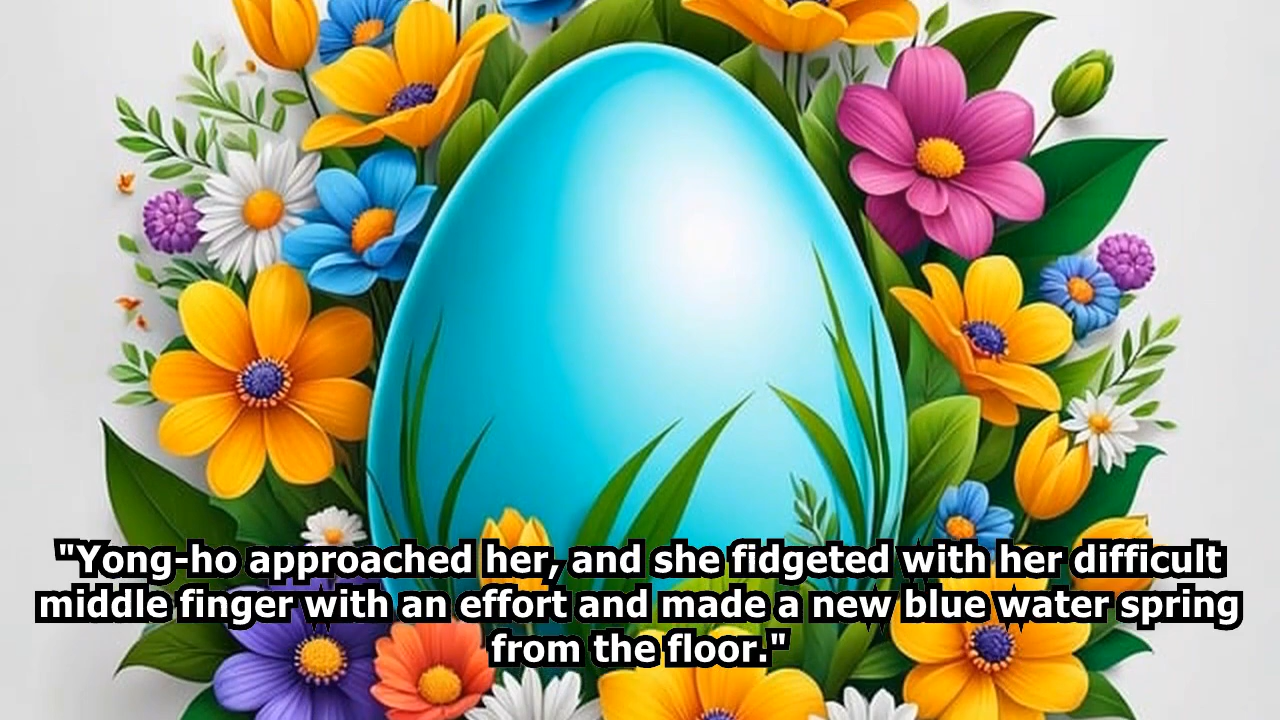 "Yong-ho approached her, and she fidgeted with her difficult
middle finger with an effort and made a new blue water spring
from the floor."